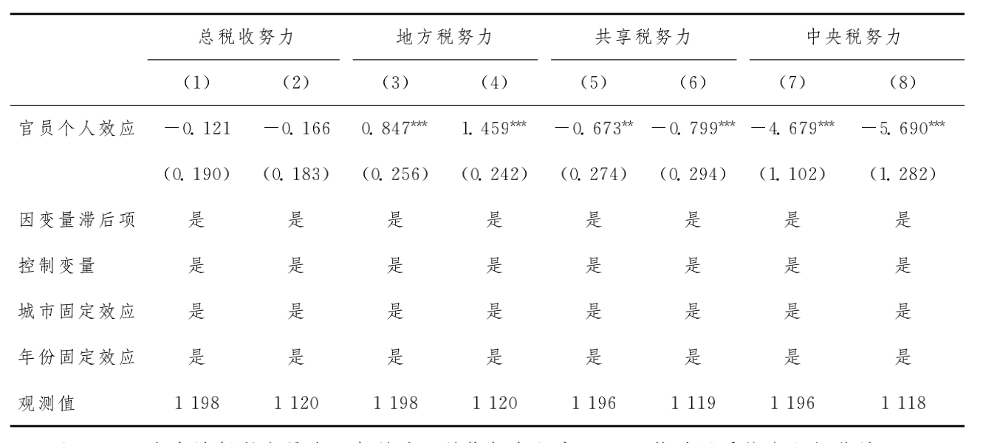 总税收努力 地方税努力 共享税努力 中央税努力
(1) (2) (3) (4) (5) (6) (7) (8)
官员个人效应 -0.121 -0.166 0.847*** 1.459*** -0.673** -0.799*** -4.679*** -5.690***
(0.190) (0.183) (0.256) (0.242) (0.274) (0.294) (1.102) (1.282)
因变量滞后项 是 是 是 是 是 是 是 是
控制变量 是 是 是 是 是 是 是 是
城市固定效应 是 是 是 是 是 是 是 是
年份固定效应 是 是 是 是 是 是 是 是
观测值 1 198 1 120 1 198 1 120 1 196 1 119 1 196 1 118